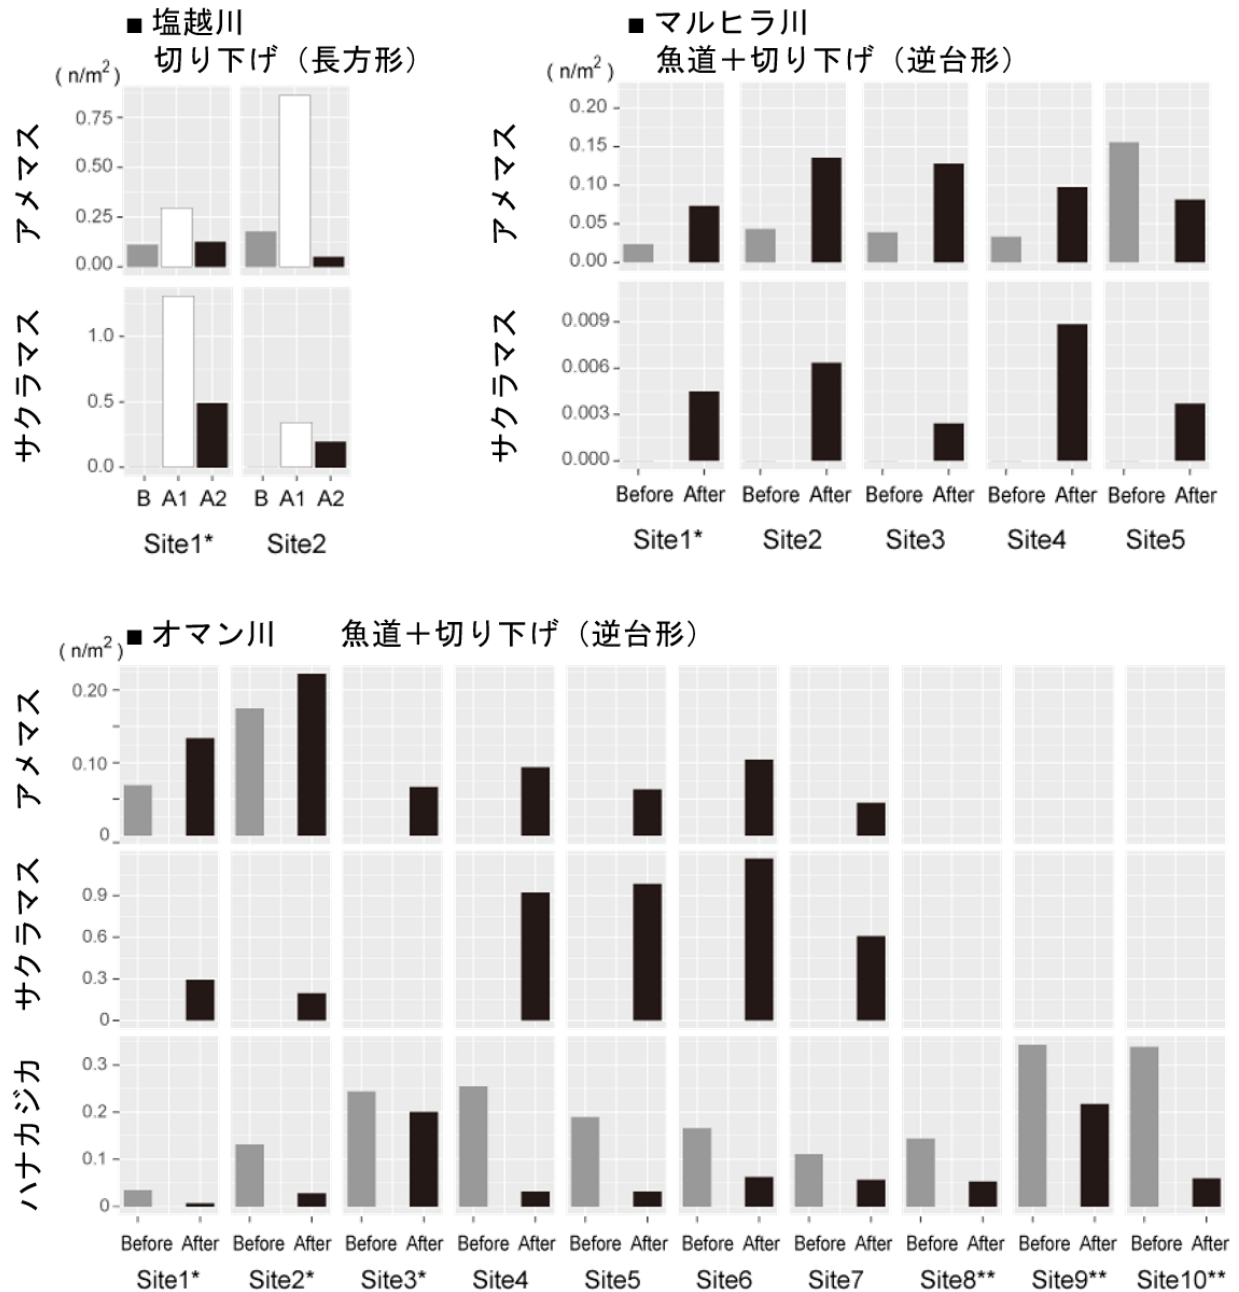 ■ 塩越川
切り下げ（長方形）
( n/m2 )
アメマス
0.75
0.50
0.25
0.00
サクラマス
1.0
0.5
0.0
B A1 A2 B A1 A2
Site1* Site2
■ マルヒラ川
魚道＋切り下げ（逆台形）
( n/m2 )
アメマス
0.20
0.15
0.10
0.05
0.00
サクラマス
0.009
0.006
0.003
0.000
Before After Before After Before After Before After Before After
Site1* Site2 Site3 Site4 Site5
■ オマン川 魚道＋切り下げ（逆台形）
( n/m2 )
アメマス
0.20
0.10
0
サクラマス
0.9
0.6
0.3
0
ハナカジカ
0.3
0.2
0.1
0
Before After Before After Before After Before After Before After Before After Before After Before After Before After Before After
Site1* Site2* Site3* Site4 Site5 Site6 Site7 Site8** Site9** Site10**